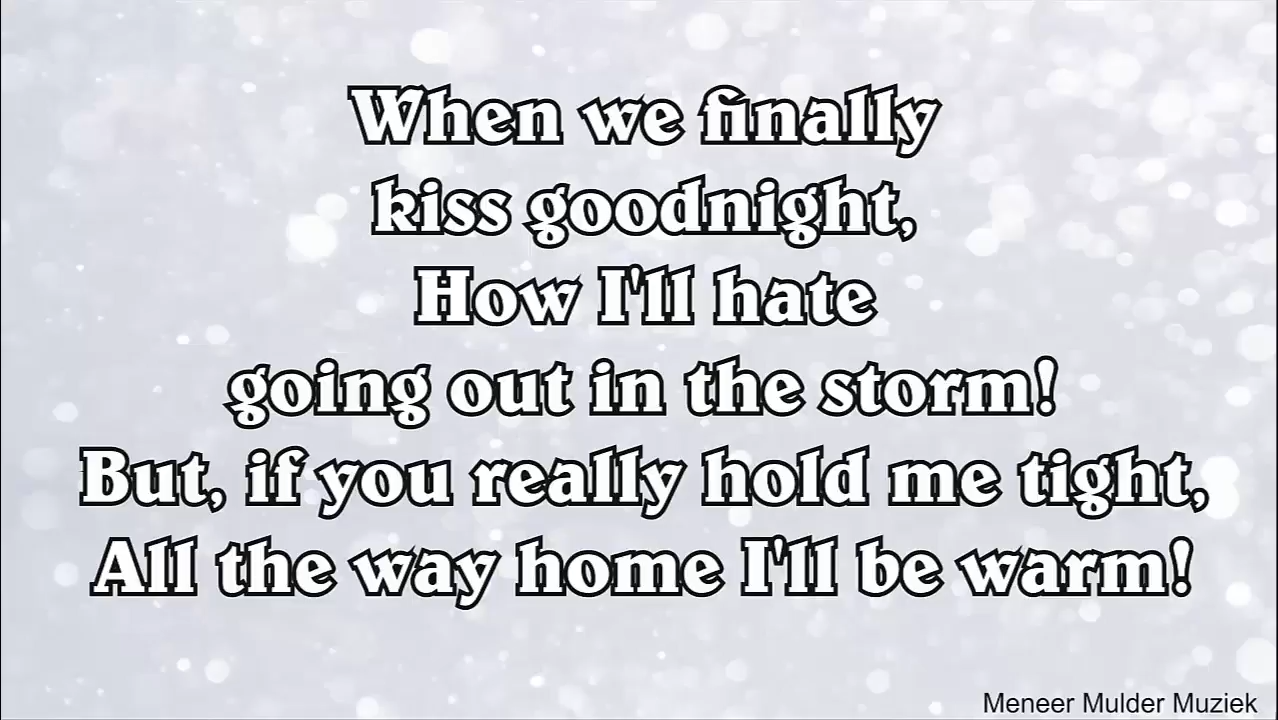 When we finally
kiss goodnight,
How I'll hate
going out in the storm!
But, if you really hold me tight,
All the way home I'll be warm!
Meneer Mulder Muziek